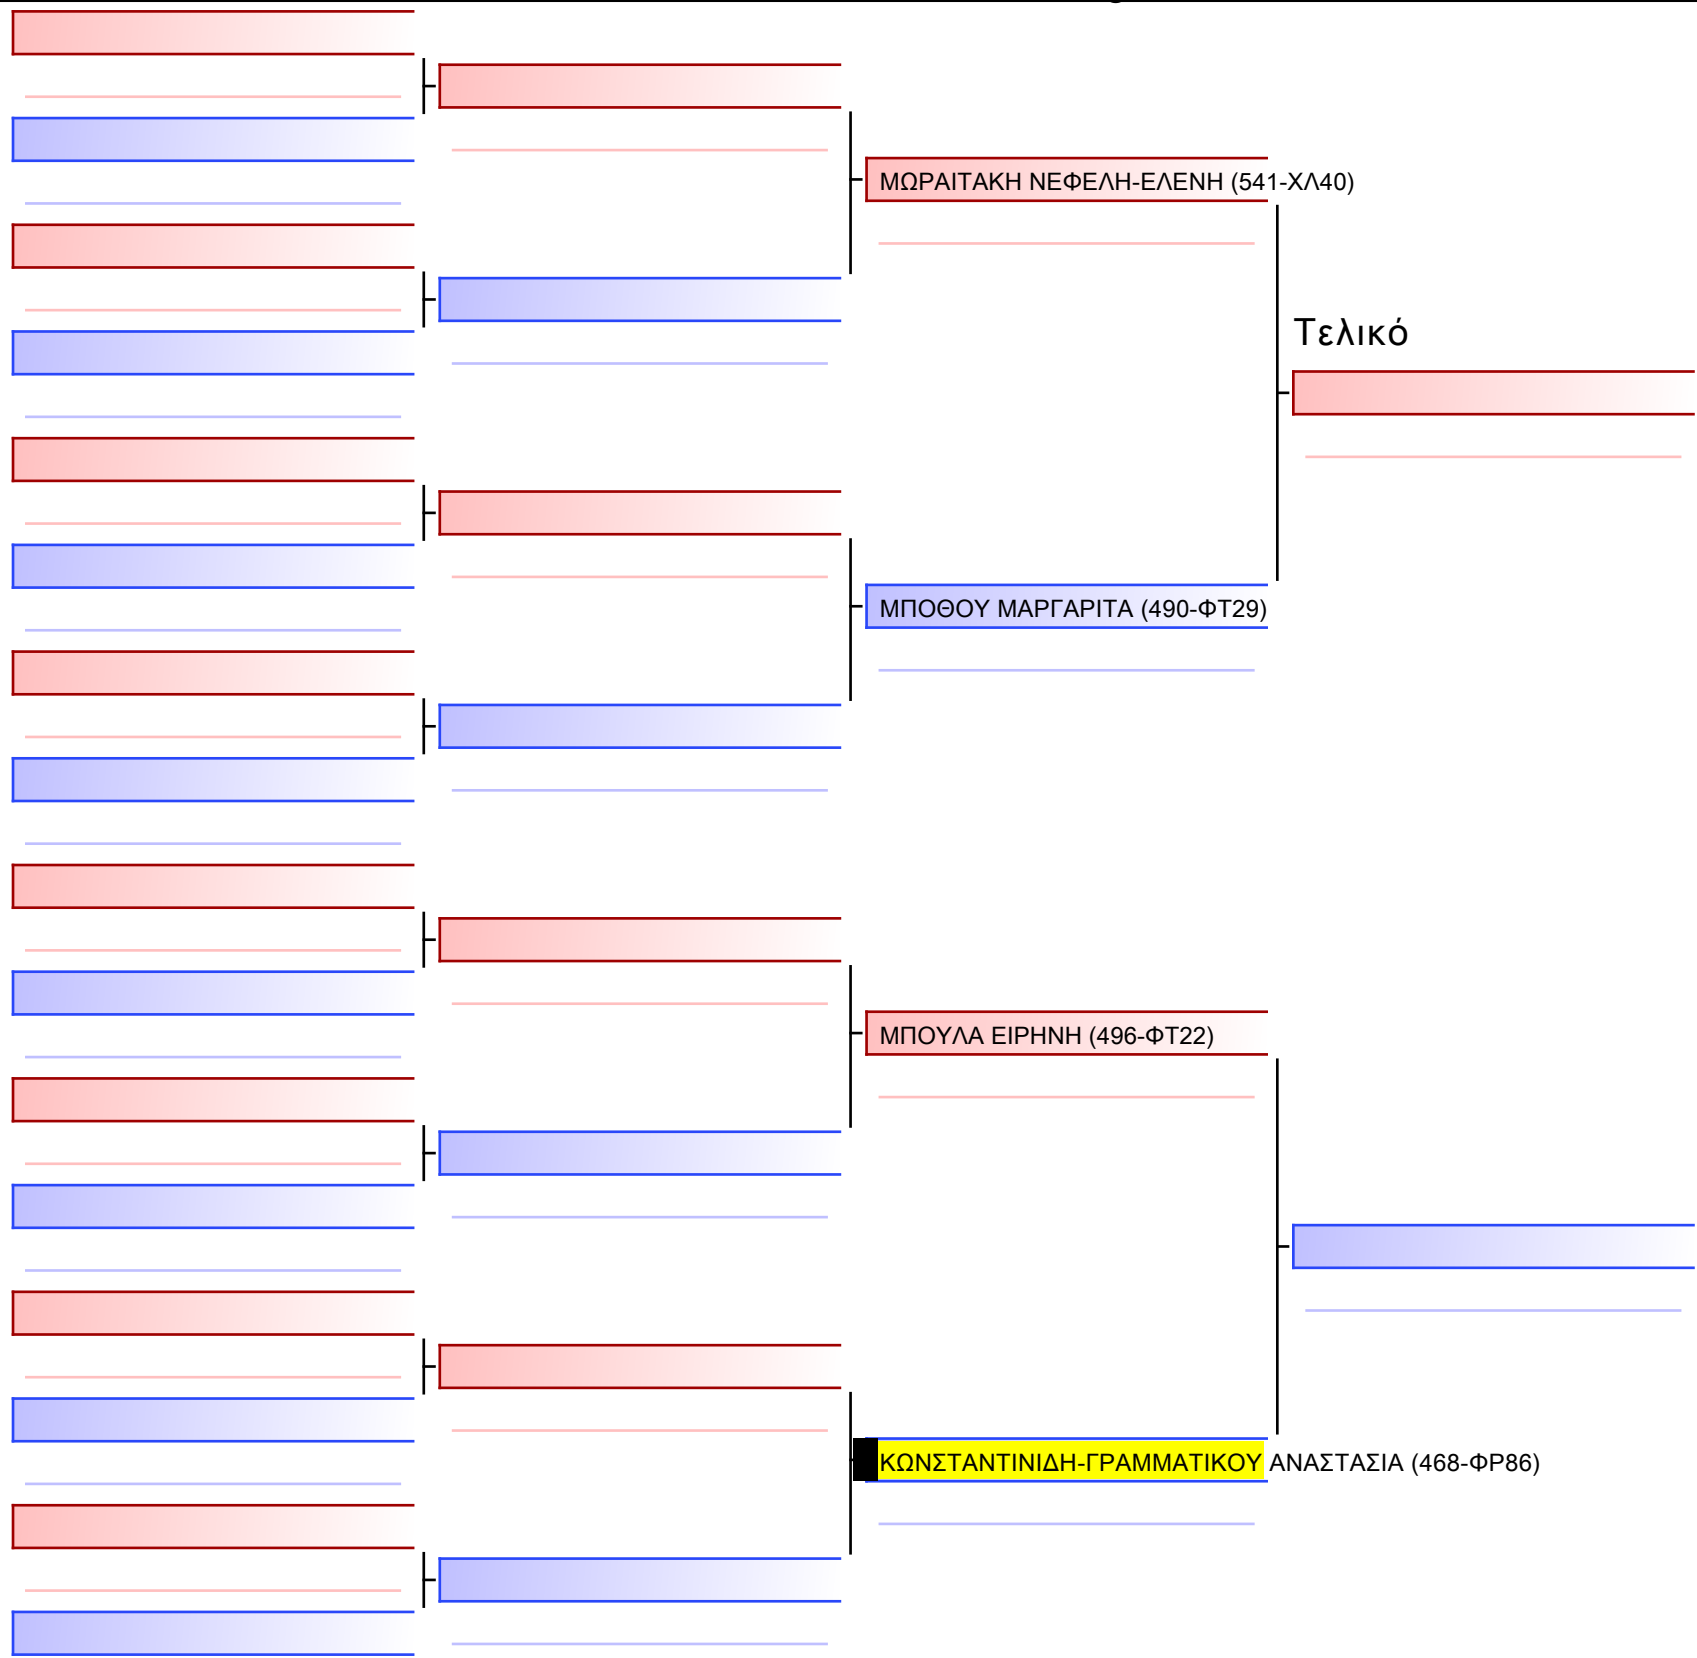 ΜΩΡΑΙΤΑΚΗ ΝΕΦΕΛΗ-ΕΛΕΝΗ (541-ΧΛ40)
Τελικό
ΜΠΟΘΟΥ ΜΑΡΓΑΡΙΤΑ (490-ΦΤ29)
ΜΠΟΥΛΑ ΕΙΡΗΝΗ (496-ΦΤ22)
ΚΩΝΣΤΑΝΤΙΝΙΔΗ-ΓΡΑΜΜΑΤΙΚΟΥ ΑΝΑΣΤΑΣΙΑ (468-ΦΡ86)